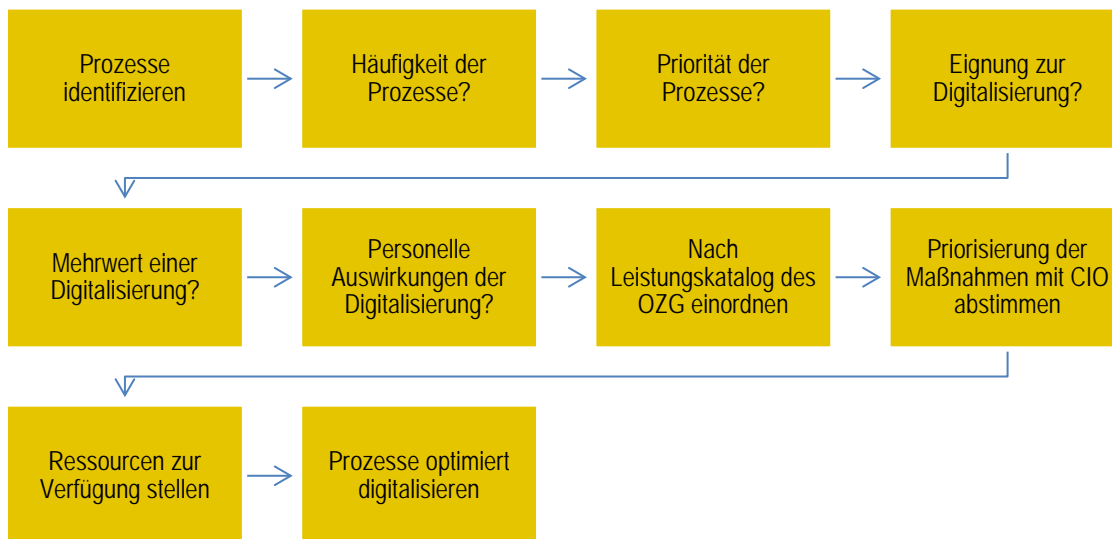 Prozesse
identifizieren
Häufigkeit der
Prozesse?
Priorität der
Prozesse?
Eignung zur
Digitalisierung?
Mehrwert einer
Digitalisierung?
Personelle
Auswirkungen der
Digitalisierung?
Nach
Leistungskatalog des
OZG einordnen
Priorisierung der
Maßnahmen mit CIO
abstimmen
Ressourcen zur
Verfügung stellen
Prozesse optimiert
digitalisieren